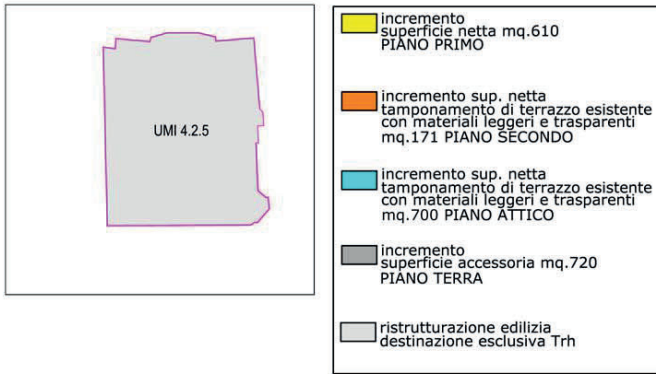 UMI 4.2.5
incremento
superficie netta mq.610
PIANO PRIMO
incremento sup. netta
tamponamento di terrazzo esistente
con materiali leggeri e trasparenti
mq.171 PIANO SECONDO
incremento sup. netta
tamponamento di terrazzo esistente
con materiali leggeri e trasparenti
mq.700 PIANO ATTICO
incremento
superficie accessoria mq.720
PIANO TERRA
ristrutturazione edilizia
destinazione esclusiva Trh